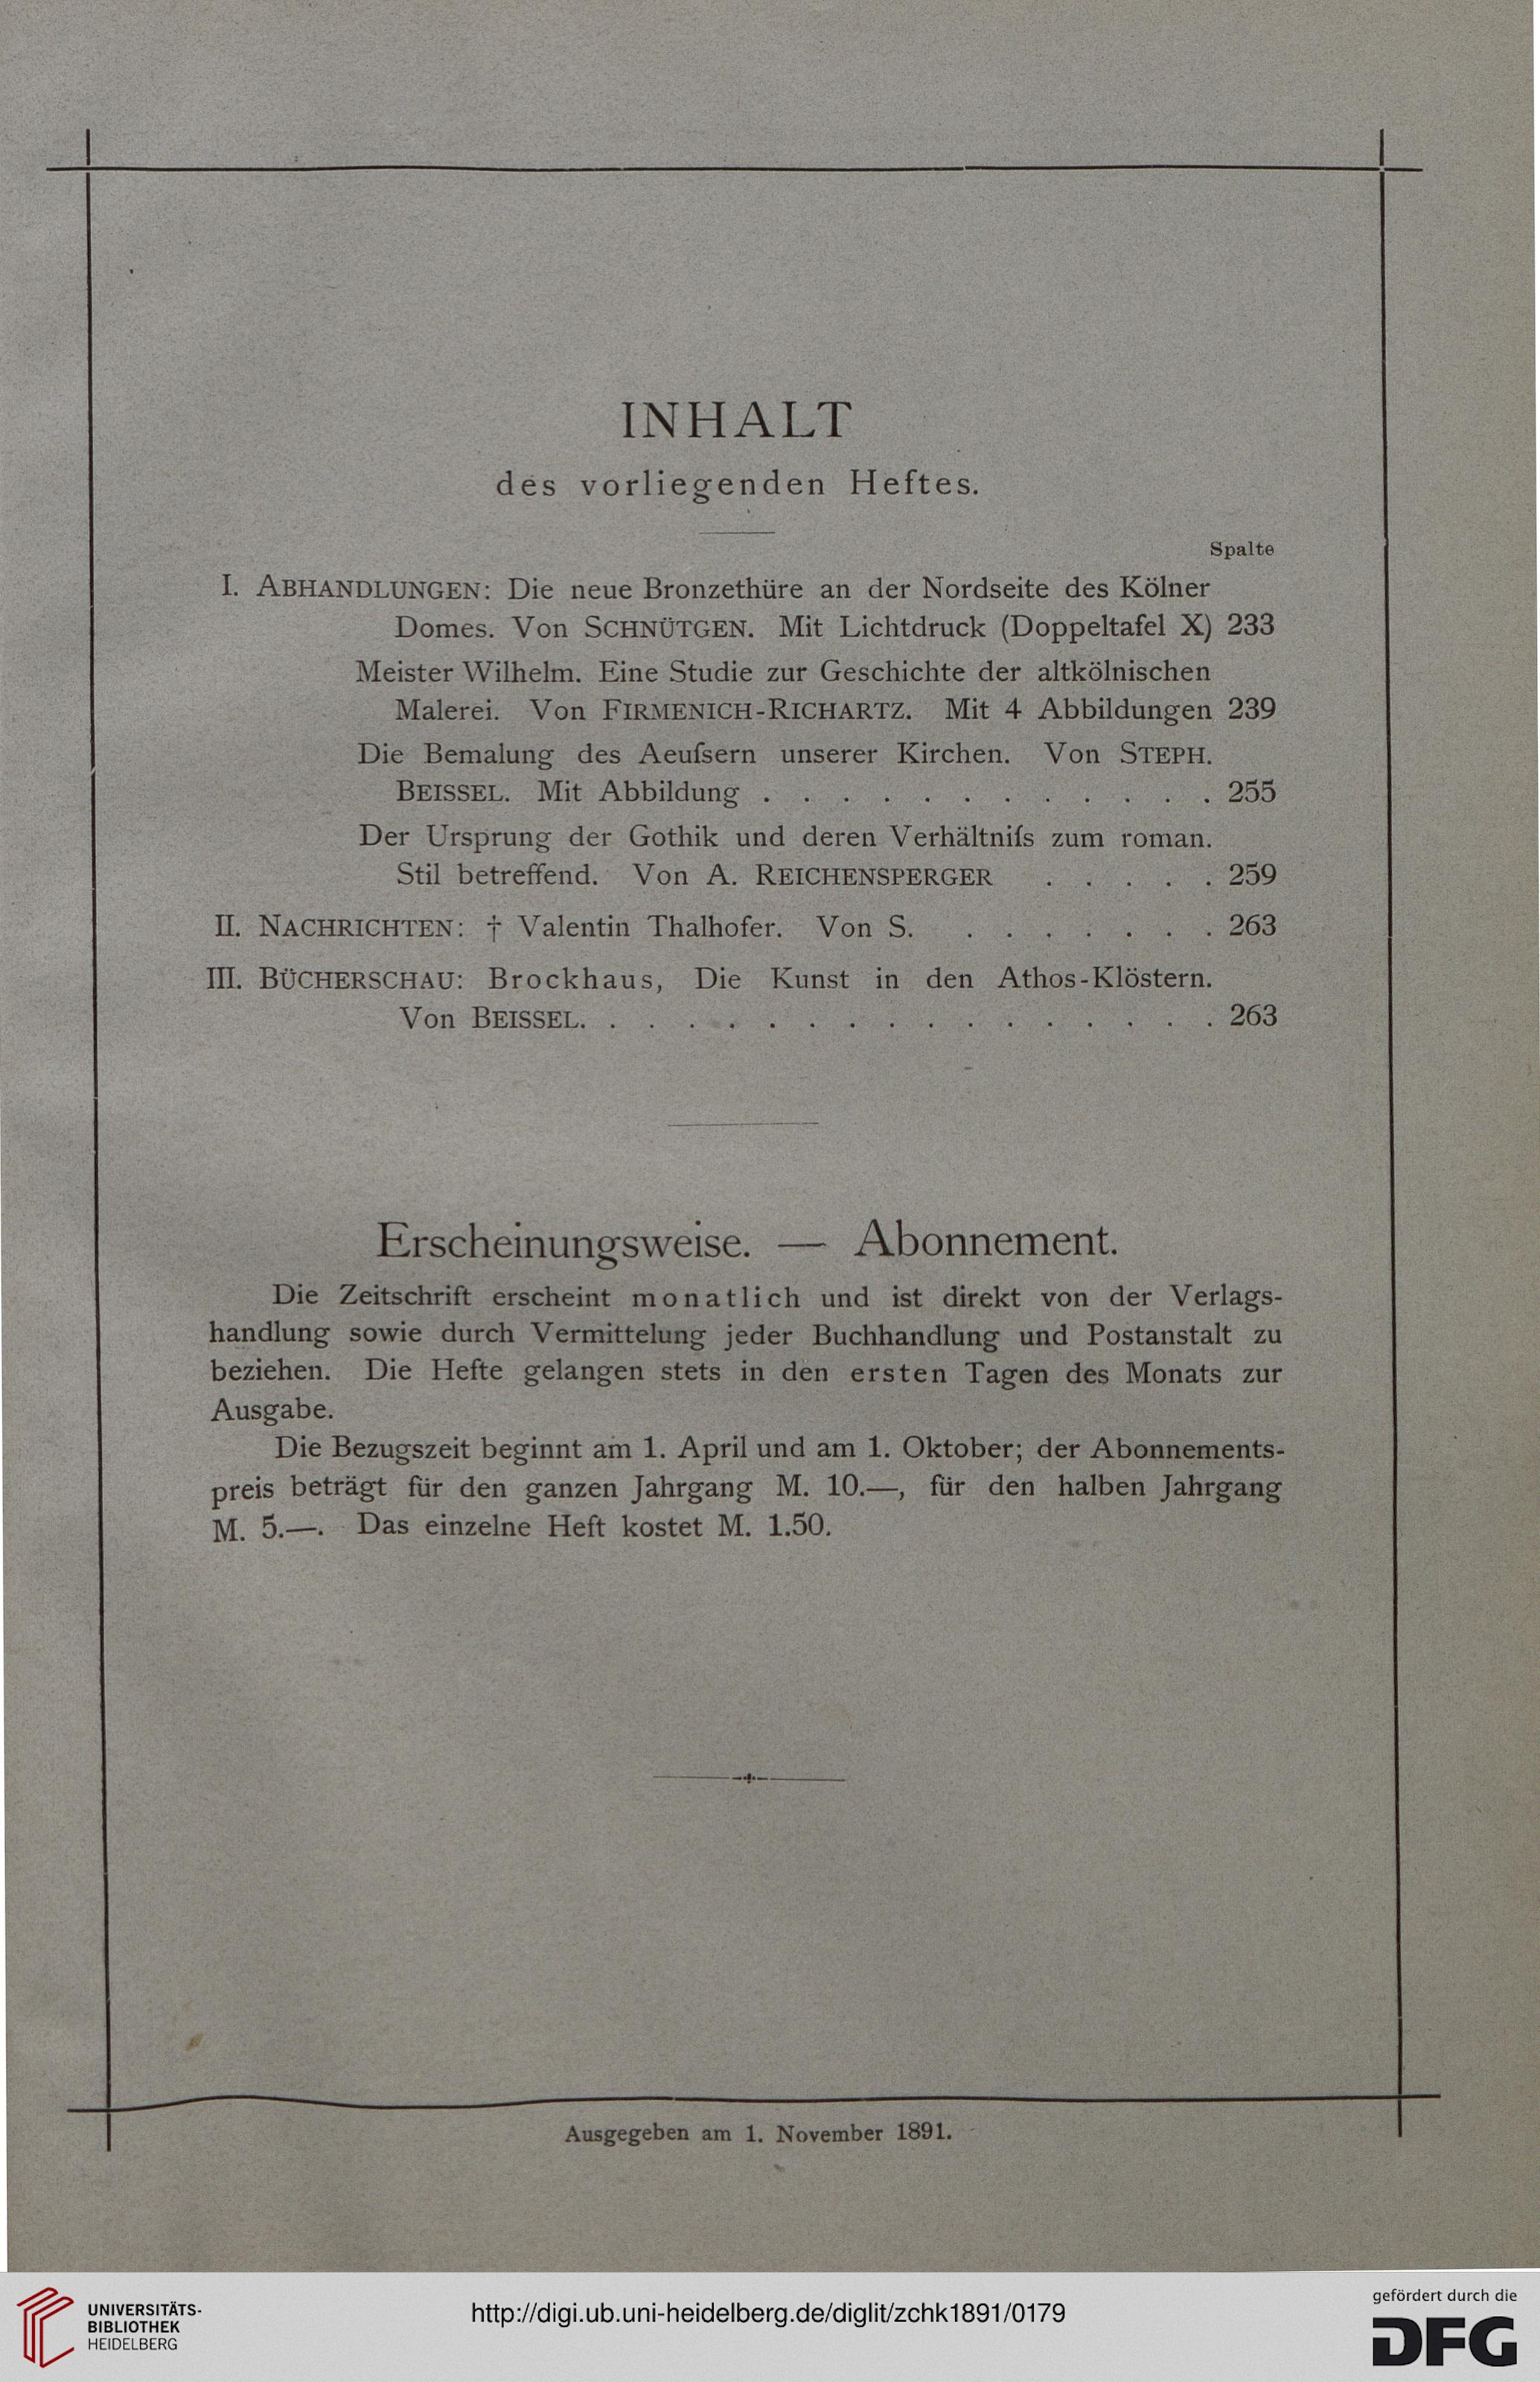 INHALT
des vorliegenden Heftes.
Spalte
I. ABHANDLUNGEN: Die neue Bronzethüre an der Nordseite des Kölner
Domes. Von SCHNÜTGEN. Mit Lichtdruck (Doppeltafel X) 233
Meister Wilhelm. Eine Studie zur Geschichte der altkölnischen
Malerei. Von FIRMENICH-RICHARTZ. Mit 4 Abbildungen 239
Die Bemalung des Aeuſsern unserer Kirchen. Von STEPH.
BEISSEL. Mit Abbildung . . . . . . . . . . . . 255
Der Ursprung der Gothik und deren Verhältniſs zum roman.
Stil betreffend. Von A. REICHENSPERGER . . . . . 259
II. NACHRICHTEN: † Valentin Thalhofer. Von S. . . . . . . . 263
III. BÜCHERSCHAU: Brockhaus, Die Kunst in den Athos-Klöstern.
Von BEISSEL. . . . . . . . . . . . . . . . . 263
Erscheinungsweise. — Abonnement.
Die Zeitschrift erscheint monatlich und ist direkt von der Verlags-
handlung sowie durch Vermittelung jeder Buchhandlung und Postanstalt zu
beziehen. Die Hefte gelangen stets in den ersten Tagen des Monats zur
Ausgabe.
Die Bezugszeit beginnt am 1. April und am 1. Oktober; der Abonnements-
preis beträgt für den ganzen Jahrgang M. 10.—, für den halben Jahrgang
M. 5.—. Das einzelne Heft kostet M. 1.50.
Ausgegeben am 1. November 1891.
UNIVERSITÄTS-
BIBLIOTHEK
HEIDELBERG
http://digi.ub.uni-heidelberg.de/diglit/zchk1891/0179
gefördert durch die
DFG